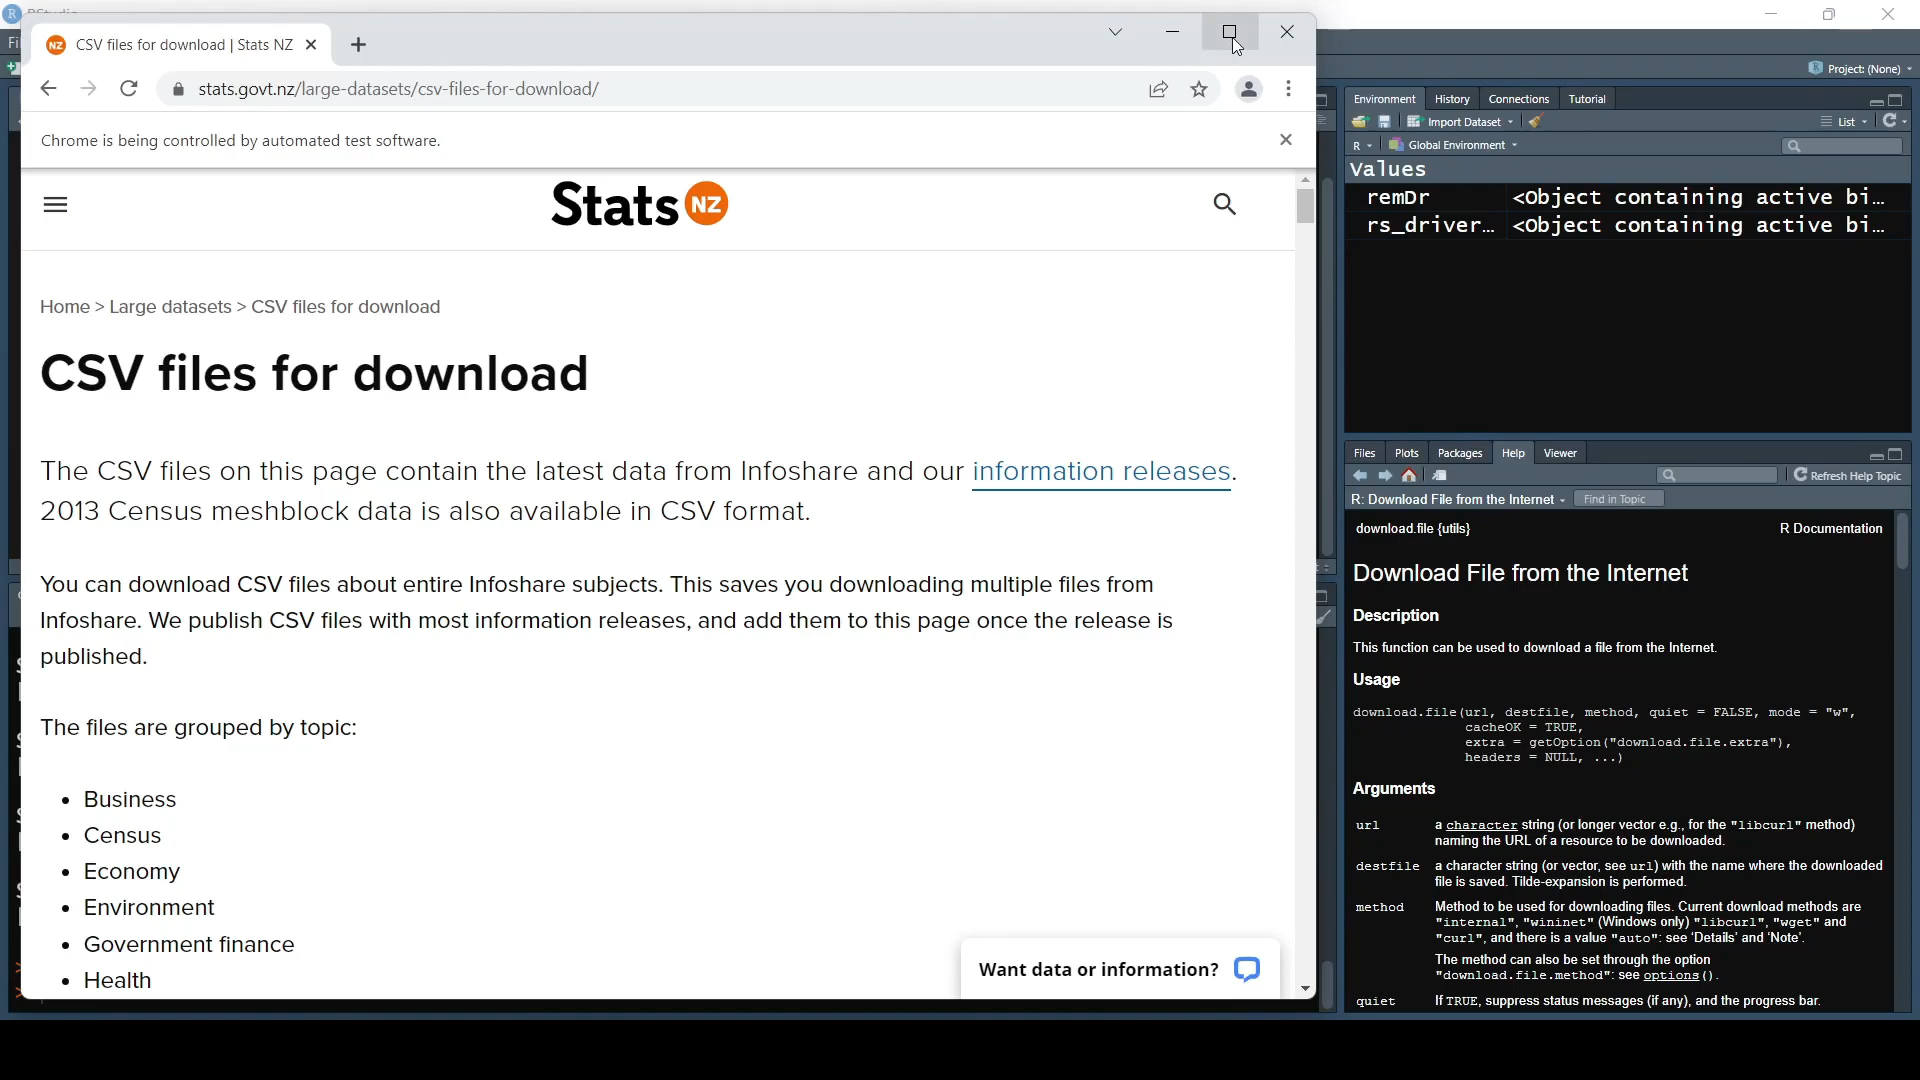 RStudio
CSV files for download | Stats NZ
stats.govt.nz/large-datasets/csv-files-for-download/
Chrome is being controlled by automated test software.
Stats NZ
Home > Large datasets > CSV files for download
CSV files for download
The CSV files on this page contain the latest data from Infoshare and our information releases.
2013 Census meshblock data is also available in CSV format.
You can download CSV files about entire Infoshare subjects. This saves you downloading multiple files from
Infoshare. We publish CSV files with most information releases, and add them to this page once the release is
published.
The files are grouped by topic:
• Business
• Census
• Economy
• Environment
• Government finance
• Health
Want data or information?
Project: (None)
Environment History Connections Tutorial
Import Dataset List
R Global Environment
Values
remDr <Object containing active bi…
rs_driver… <Object containing active bi…
Files Plots Packages Help Viewer
Refresh Help Topic
R: Download File from the Internet Find in Topic
download.file {utils} R Documentation
Download File from the Internet
Description
This function can be used to download a file from the Internet.
Usage
download.file(url, destfile, method, quiet = FALSE, mode = "w",
cacheOK = TRUE,
extra = getOption("download.file.extra"),
headers = NULL, ...)
Arguments
url a character string (or longer vector e.g., for the "libcurl" method)
naming the URL of a resource to be downloaded.
destfile a character string (or vector, see url) with the name where the downloaded
file is saved. Tilde-expansion is performed.
method Method to be used for downloading files. Current download methods are
"internal", "wininet" (Windows only) "libcurl", "wget" and
"curl", and there is a value "auto": see ‘Details’ and ‘Note’.
The method can also be set through the option
"download.file.method": see options().
quiet If TRUE, suppress status messages (if any), and the progress bar.